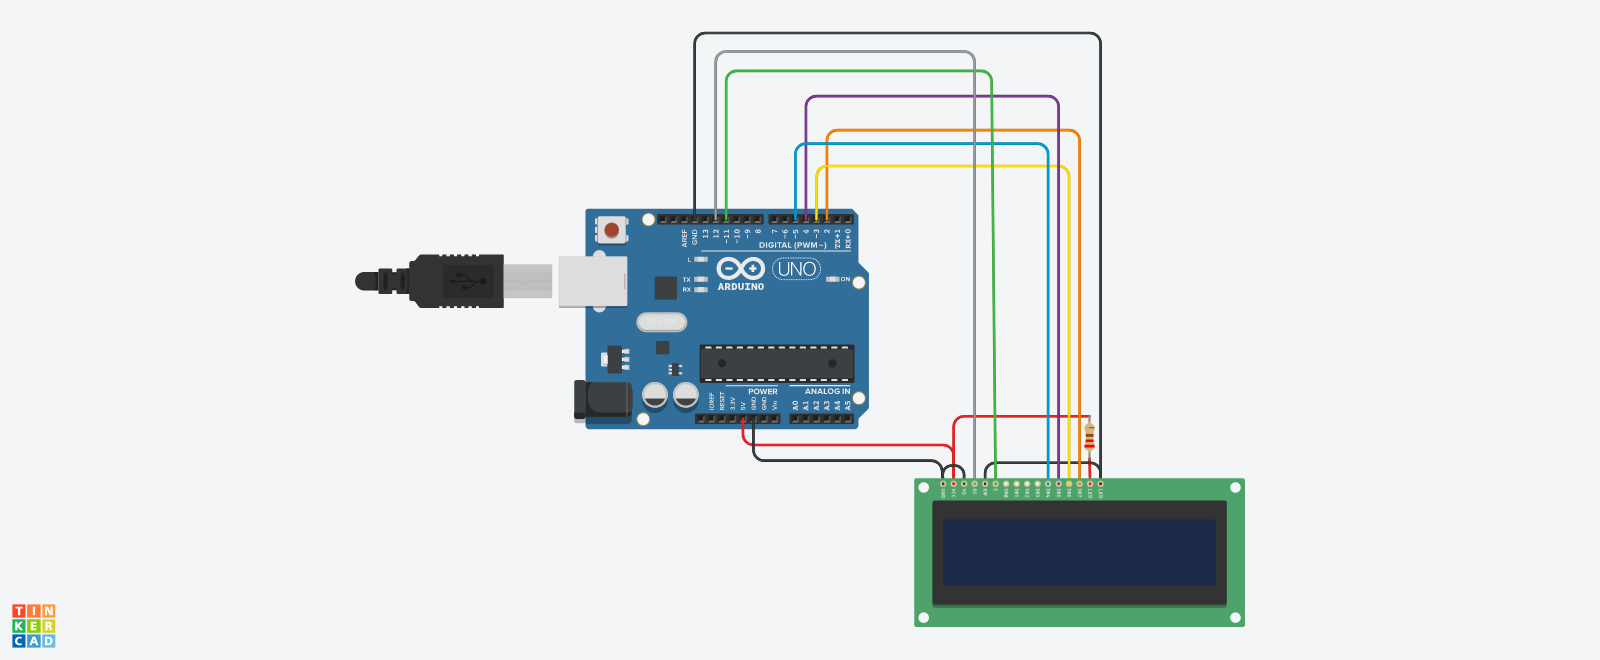 AREF
GND
13
12
~11
~10
~9
8
7
~6
~5
4
~3
2
TX→1
RX←0
DIGITAL (PWM~)
L
TX
RX
ARDUINO
UNO
ON
POWER
ANALOG IN
IOREF
RESET
3.3V
5V
GND
GND
Vin
A0
A1
A2
A3
A4
A5
GND
VCC
V0
RS
RW
E
DB0
DB1
DB2
DB3
DB4
DB5
DB6
DB7
LED
LED
TIN
KER
CAD